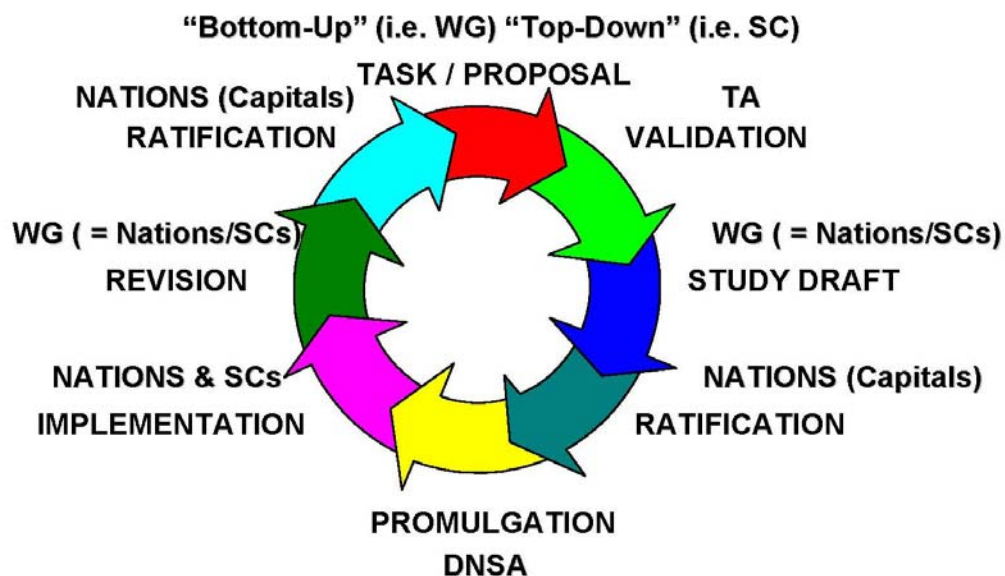 “Bottom-Up” (i.e. WG) “Top-Down” (i.e. SC)
TASK / PROPOSAL
TA
VALIDATION
WG ( = Nations/SCs)
STUDY DRAFT
NATIONS (Capitals)
RATIFICATION
PROMULGATION
DNSA
NATIONS & SCs
IMPLEMENTATION
WG ( = Nations/SCs)
REVISION
NATIONS (Capitals)
RATIFICATION